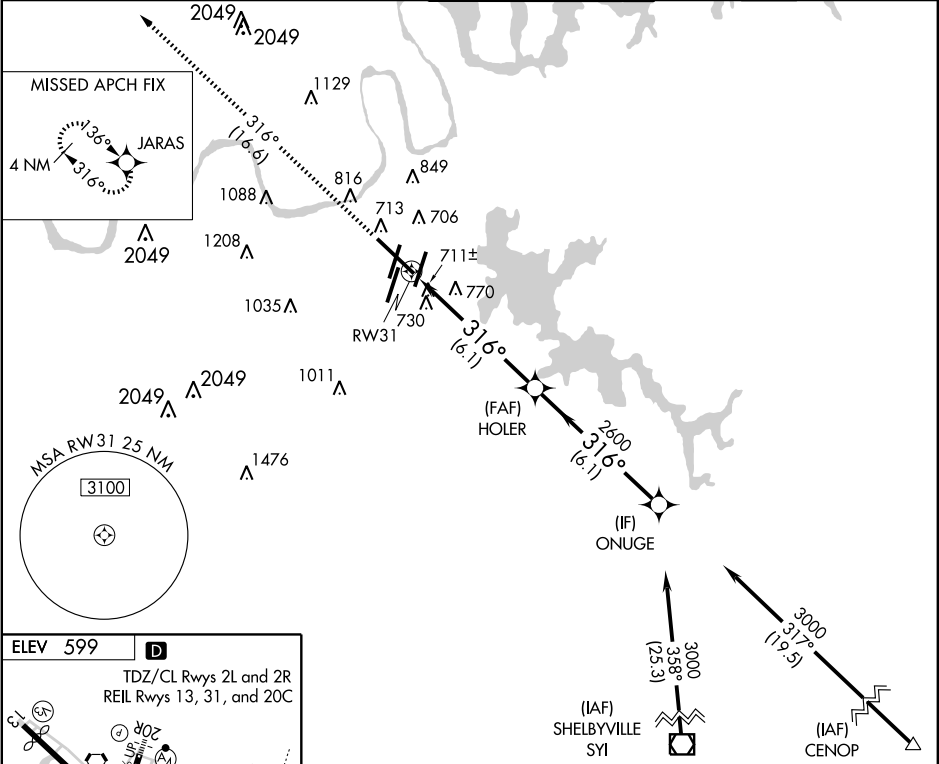 2049
2049
MISSED APCH FIX
136°
JARAS
4 NM
316°
1129
316°
(16.6)
849
816
1088
713
706
2049
1208
711±
770
1035
730
RW31
316°
(6.1)
1011
2049
2049
(FAF)
HOLER
2600
316°
(6.1)
MSA RW31 25 NM
3100
1476
(IF)
ONUGE
3000
358°
(25.3)
3000
317°
(19.5)
(IAF)
SHELBYVILLE
SYI
(IAF)
CENOP
ELEV 599
D
TDZ/CL Rwys 2L and 2R
REIL Rwys 13, 31, and 20C
13
V3
P
20R
UP